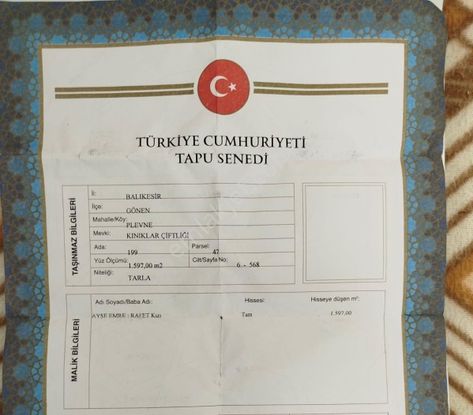 TÜRKİYE CUMHURİYETİ
TAPU SENEDİ
TAŞINMAZ BİLGİLERİ
İl: BALIKESİR
İlçe: GÖNEN
Mahalle/Köy: PLEVNE
Mevki: KINIKLAR ÇİFTLİĞİ
Ada: 199 Parsel: 47
Yüz Ölçümü: 1.597,00 m2 Cilt/Sayfa No: 6 - 568
Niteliği: TARLA
MALİK BİLGİLERİ
Adı Soyadı/Baba Adı: Hissesi: Hisseye düşen m²:
AYŞE EMRE : RAFET Kızı Tam 1.597,00